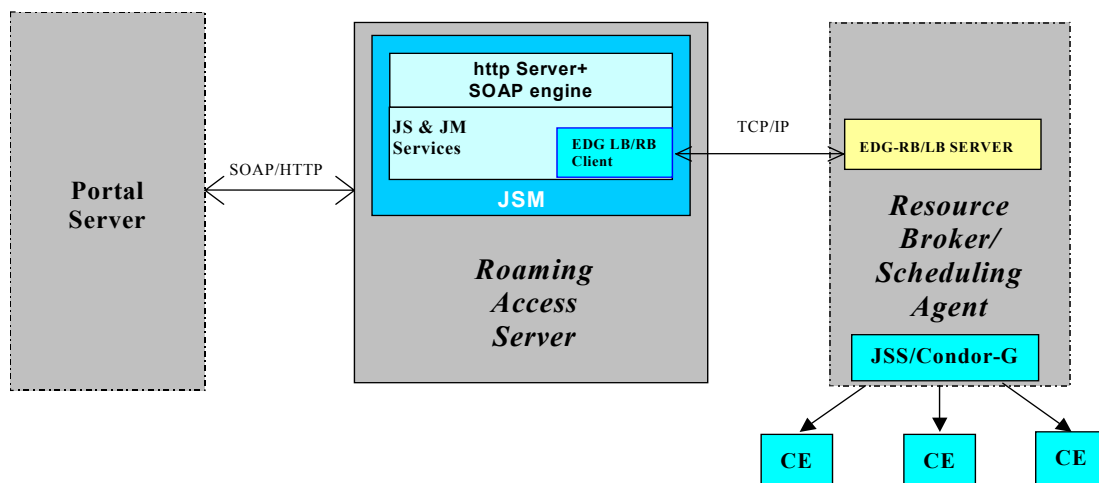 Portal
Server
SOAP/HTTP
http Server+
SOAP engine
JS & JM
Services
EDG LB/RB
Client
JSM
Roaming
Access
Server
TCP/IP
EDG-RB/LB SERVER
Resource
Broker/
Scheduling
Agent
JSS/Condor-G
CE
CE
CE